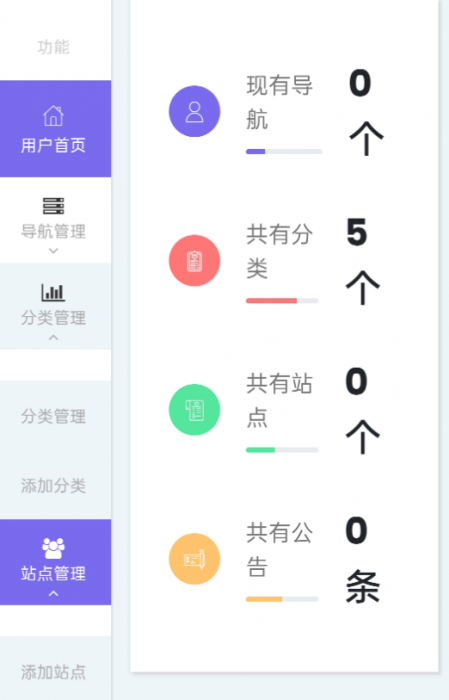 功能
用户首页
导航管理
分类管理
分类管理
添加分类
站点管理
添加站点
现有导
航
0
个
共有分
类
5
个
共有站
点
0
个
共有公
告
0
条